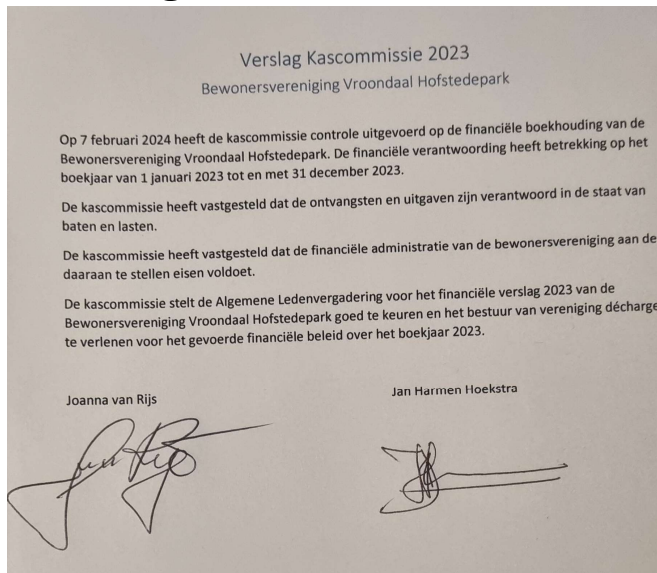 Verslag Kascommissie 2023
Bewonersvereniging Vroondaal Hofstedepark
Op 7 februari 2024 heeft de kascommissie controle uitgevoerd op de financiële boekhouding van de
Bewonersvereniging Vroondaal Hofstedepark. De financiële verantwoording heeft betrekking op het
boekjaar van 1 januari 2023 tot en met 31 december 2023.
De kascommissie heeft vastgesteld dat de ontvangsten en uitgaven zijn verantwoord in de staat van
baten en lasten.
De kascommissie heeft vastgesteld dat de financiële administratie van de bewonersvereniging aan de
daaraan te stellen eisen voldoet.
De kascommissie stelt de Algemene Ledenvergadering voor het financiële verslag 2023 van de
Bewonersvereniging Vroondaal Hofstedepark goed te keuren en het bestuur van vereniging décharge
te verlenen voor het gevoerde financiële beleid over het boekjaar 2023.
Joanna van Rijs
Jan Harmen Hoekstra